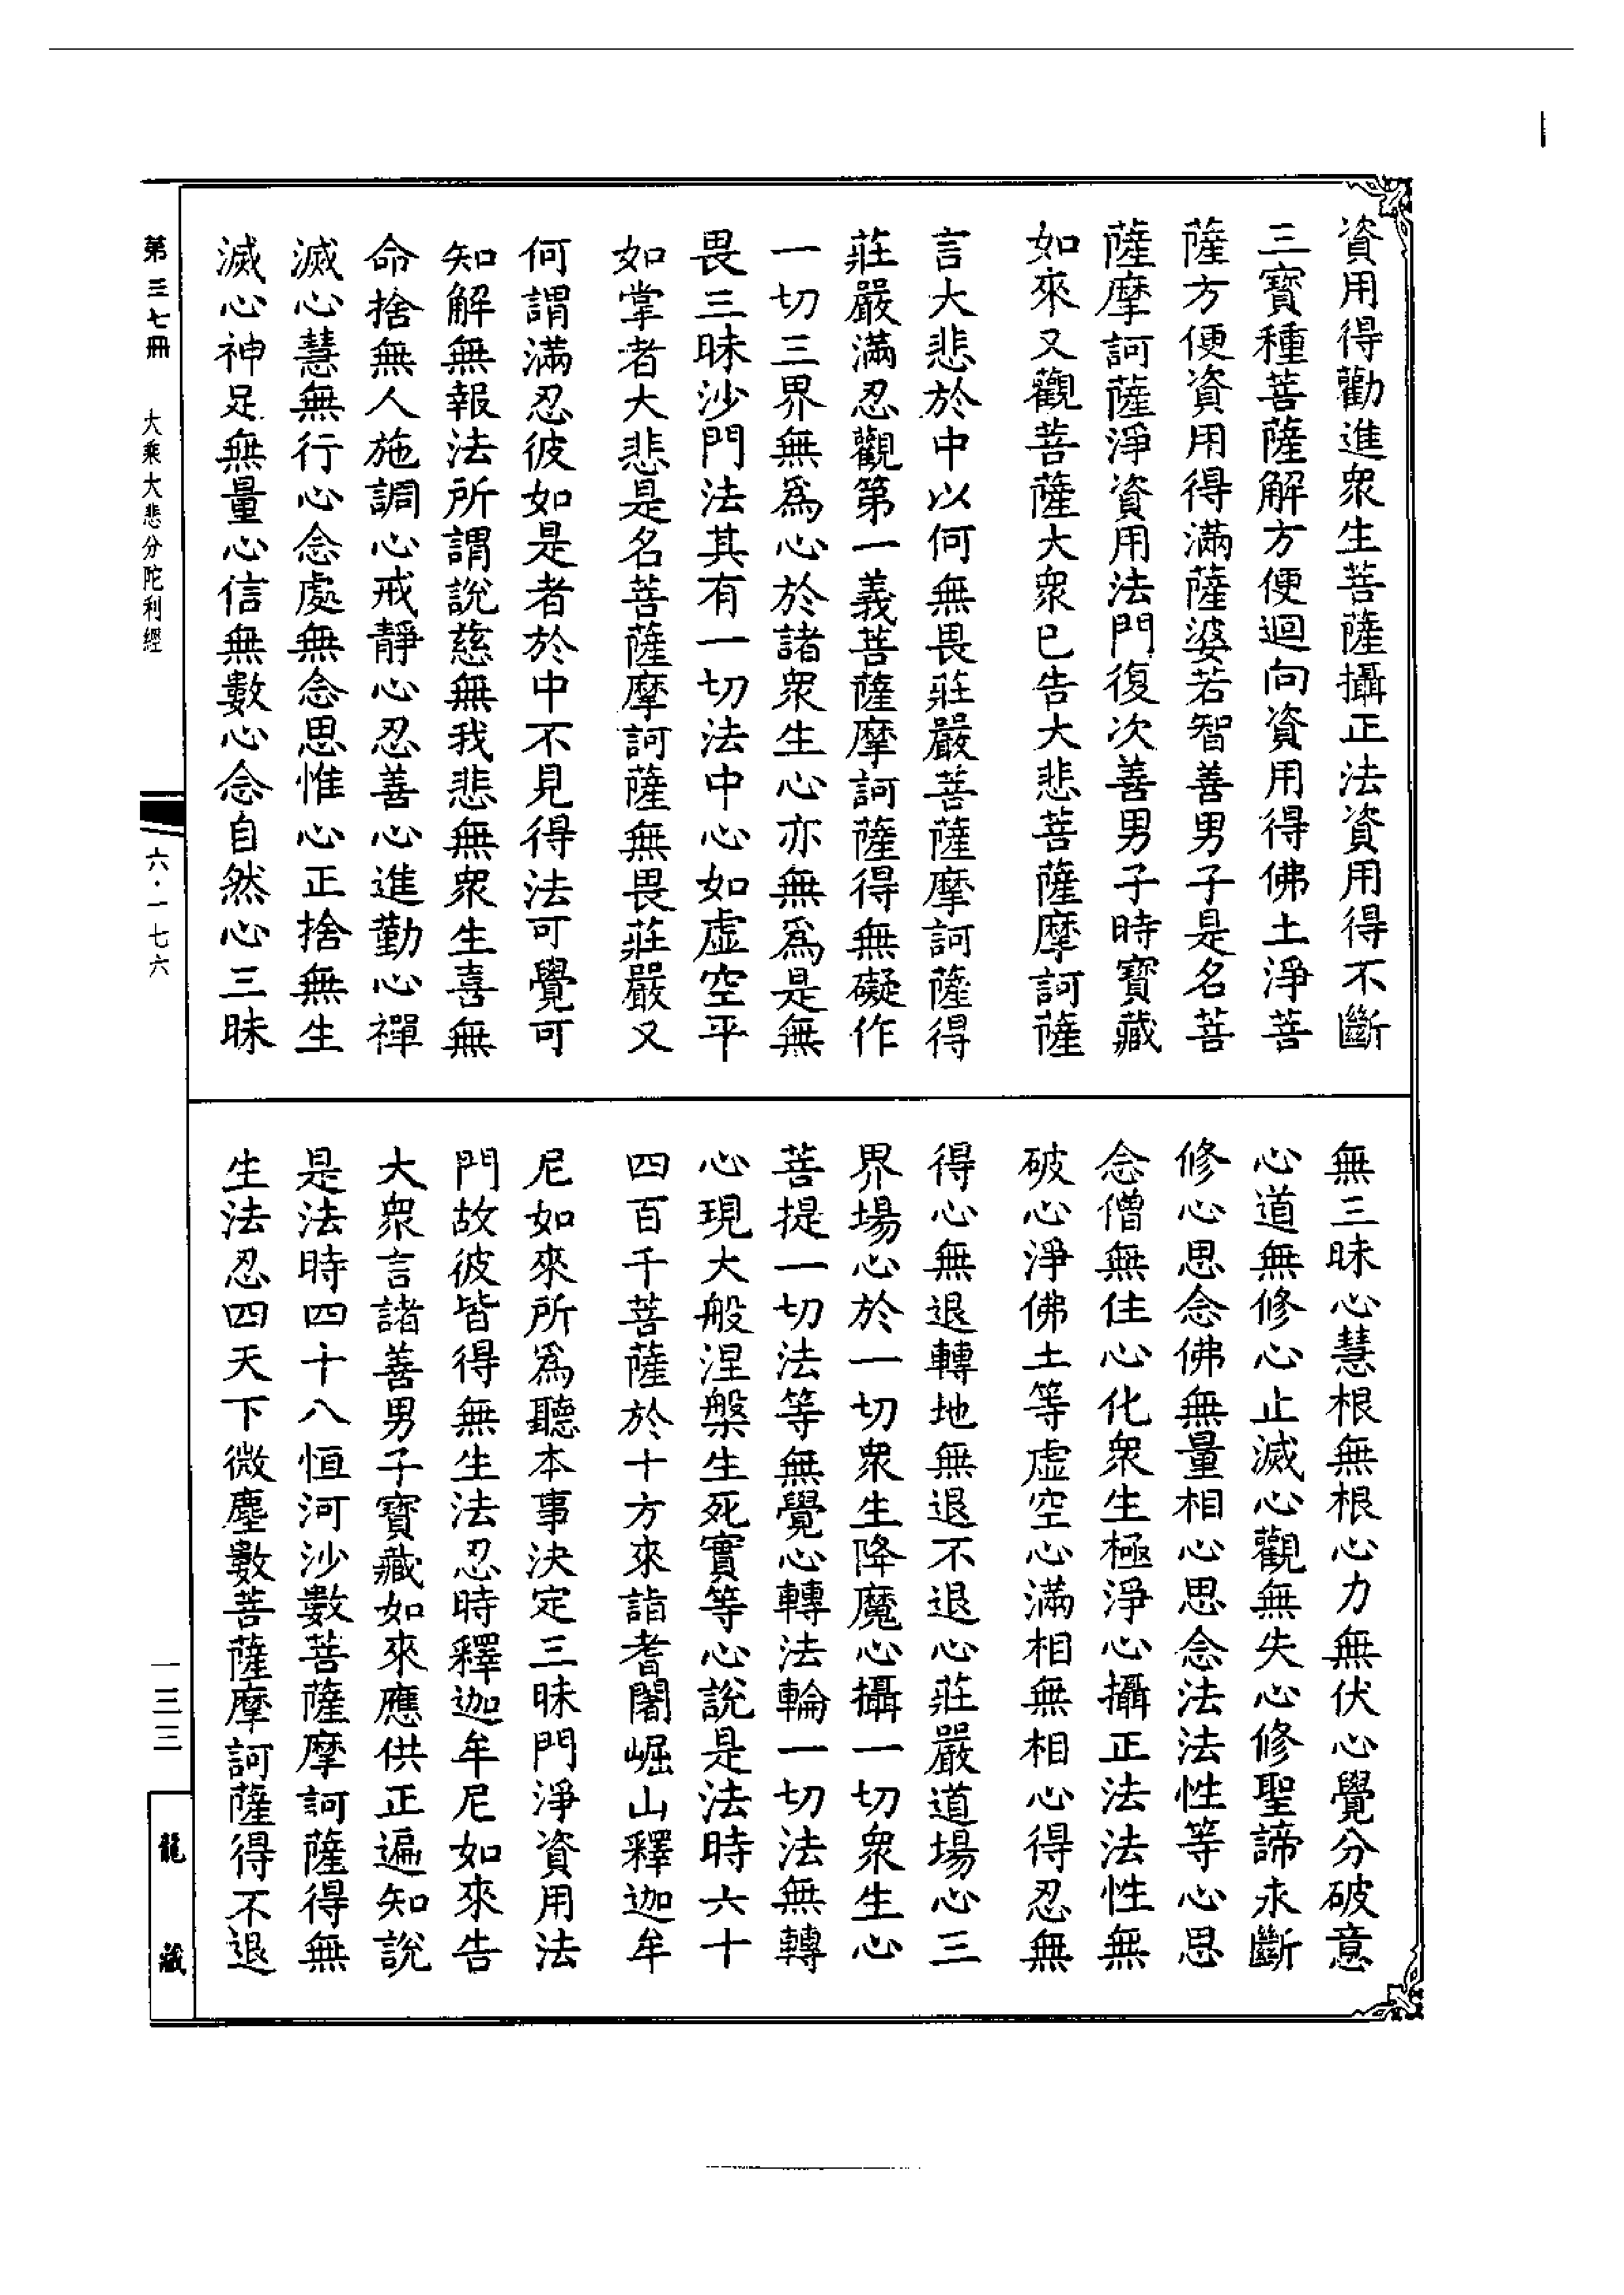 資用得勸進衆生菩薩攝正法資用得不斷
三寶種菩薩解方便迴向資用得佛土淨菩
薩方便資用得滿薩婆若智善男子是名菩
薩摩訶薩淨資用法門復次善男子時寶藏
如來又觀菩薩大衆已告大悲菩薩摩訶薩
言大悲於中以何無畏莊嚴菩薩摩訶薩得
莊嚴滿忍觀第一義菩薩摩訶薩得無礙作
一切三界無爲心於諸衆生心亦無爲是無
畏三昧沙門法其有一切法中心如虛空平
如掌者大悲是名菩薩摩訶薩無畏莊嚴又
何謂滿忍彼如是者於中不見得法可覺可
知解無報法所謂說慈無我悲無衆生喜無
命捨無人施調心戒靜心忍善心進勤心禪
滅心慧無行心念處無念思惟心正捨無生
滅心神足無量心信無數心念自然心三昧
無三昧心慧根無根心力無伏心覺分破意
心道無修心止滅心觀無失心修聖諦永斷
修心思念佛無量相心思念法法性等心思
念僧無住心化衆生極淨心攝正法法性無
破心淨佛土等虛空心滿相無相心得忍無
得心無退轉地無退不退心莊嚴道場心三
界場心於一切衆生降魔心攝一切衆生心
菩提一切法等無覺心轉法輪一切法無轉
心現大般涅槃生死實等心說是法時六十
四百千菩薩於十方來詣耆闍崛山釋迦牟
尼如來所爲聽本事決定三昧門淨資用法
門故彼皆得無生法忍時釋迦牟尼如來告
大衆言諸善男子寶藏如來應供正遍知說
是法時四十八恒河沙數菩薩摩訶薩得無
生法忍四天下微塵數菩薩摩訶薩得不退
第三七冊 大乘大悲分陀利經
六·一七六
一三三
龍藏